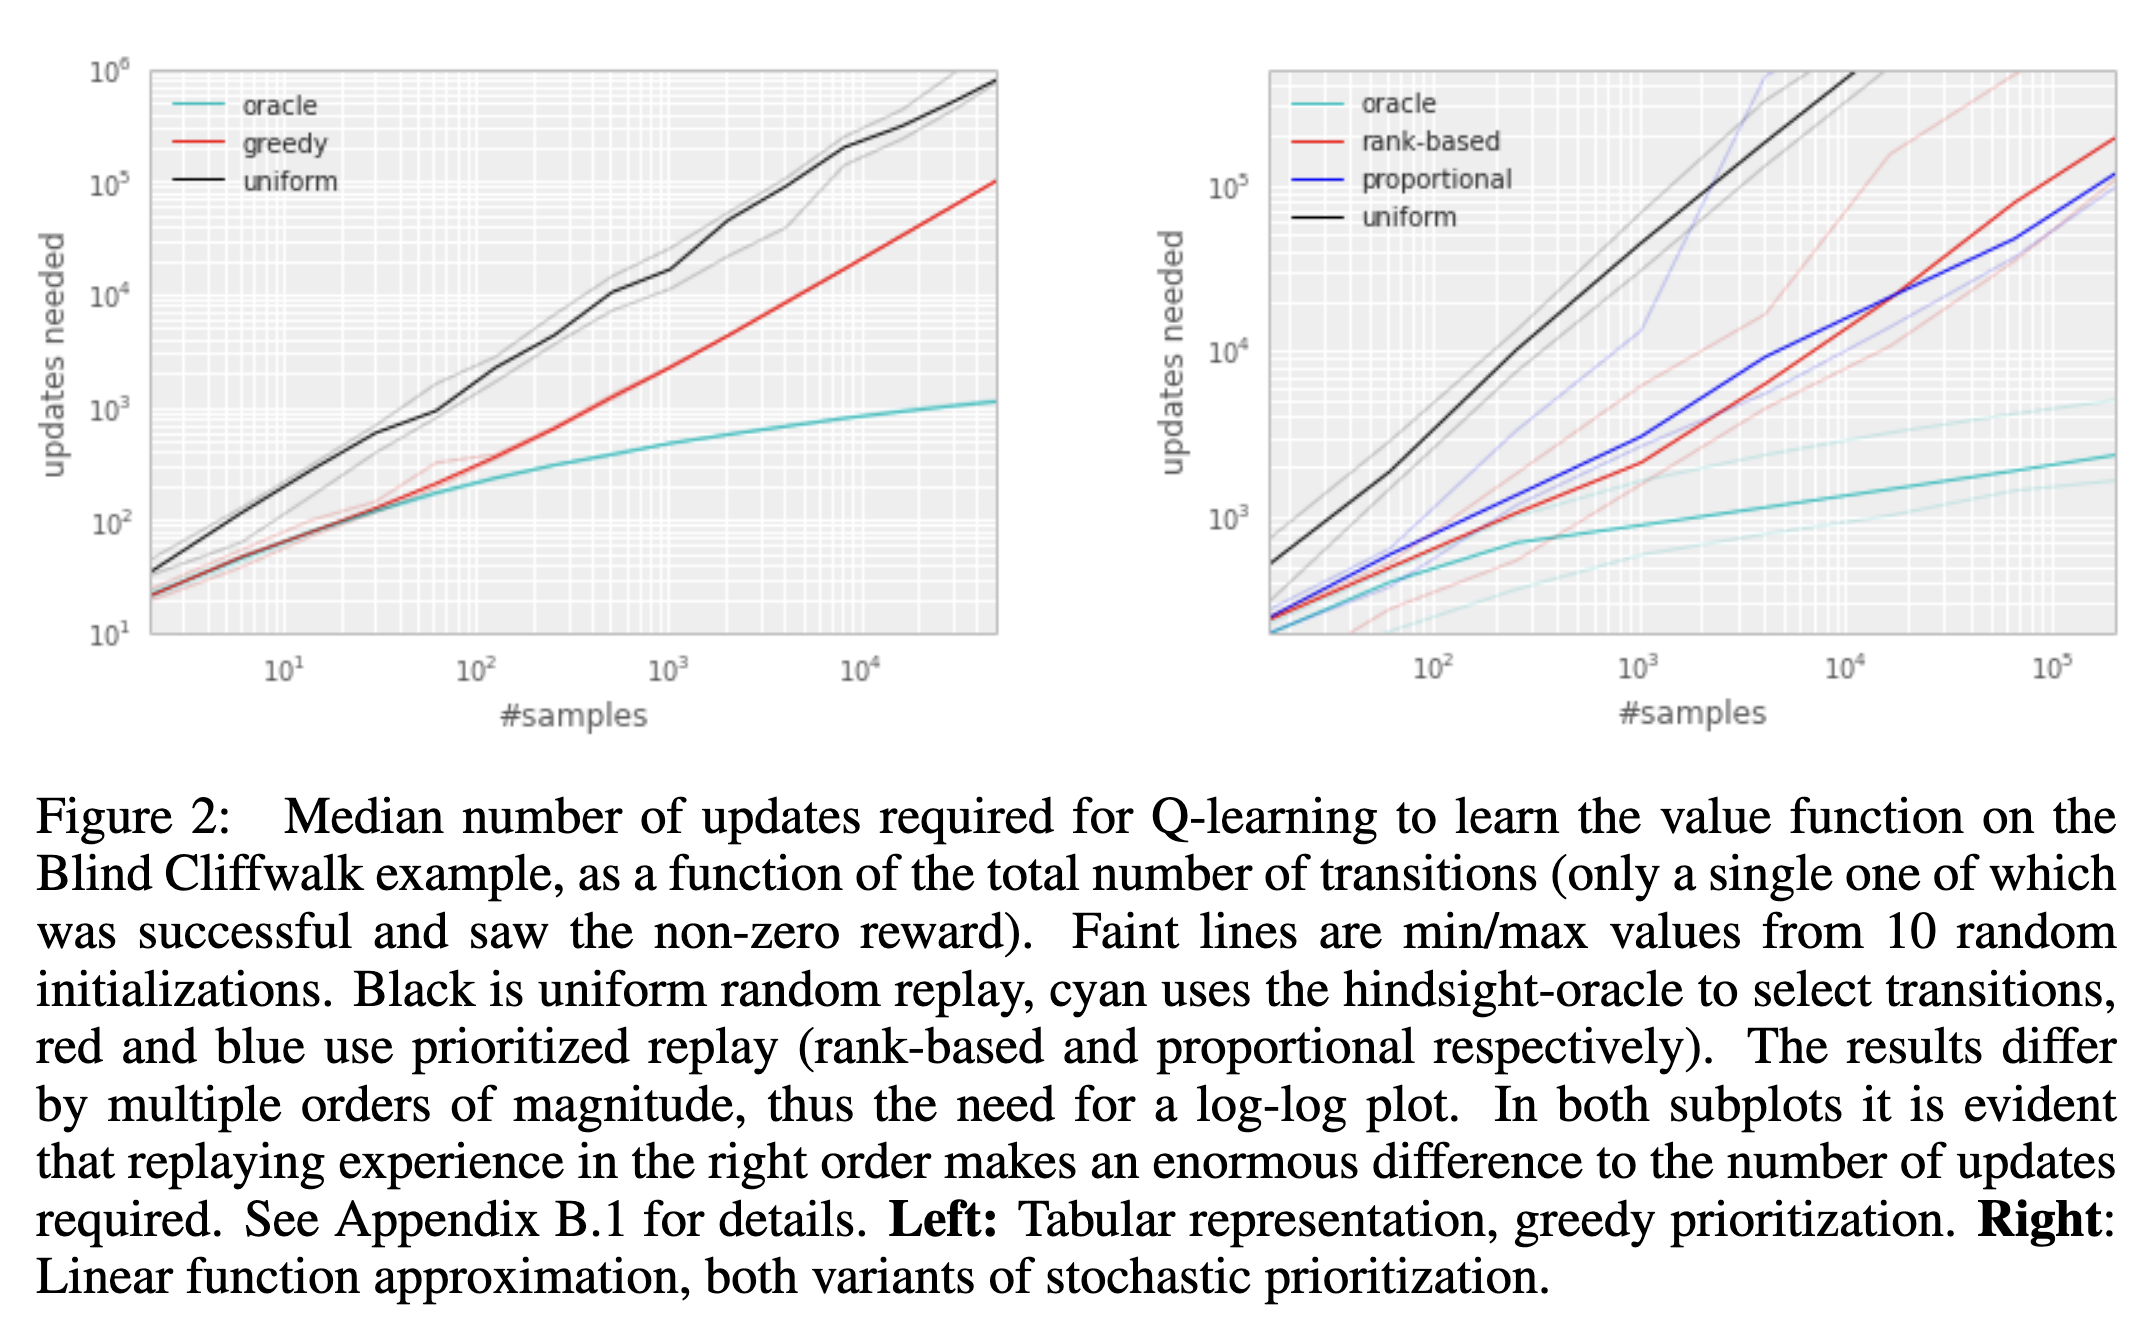 10⁶
10⁵
10⁴
10³
10²
10¹
updates needed
oracle
greedy
uniform
10¹ 10² 10³ 10⁴
#samples
10⁵
10⁴
10³
updates needed
oracle
rank-based
proportional
uniform
10² 10³ 10⁴ 10⁵
#samples
Figure 2: Median number of updates required for Q-learning to learn the value function on the
Blind Cliffwalk example, as a function of the total number of transitions (only a single one of which
was successful and saw the non-zero reward). Faint lines are min/max values from 10 random
initializations. Black is uniform random replay, cyan uses the hindsight-oracle to select transitions,
red and blue use prioritized replay (rank-based and proportional respectively). The results differ
by multiple orders of magnitude, thus the need for a log-log plot. In both subplots it is evident
that replaying experience in the right order makes an enormous difference to the number of updates
required. See Appendix B.1 for details. Left: Tabular representation, greedy prioritization. Right:
Linear function approximation, both variants of stochastic prioritization.